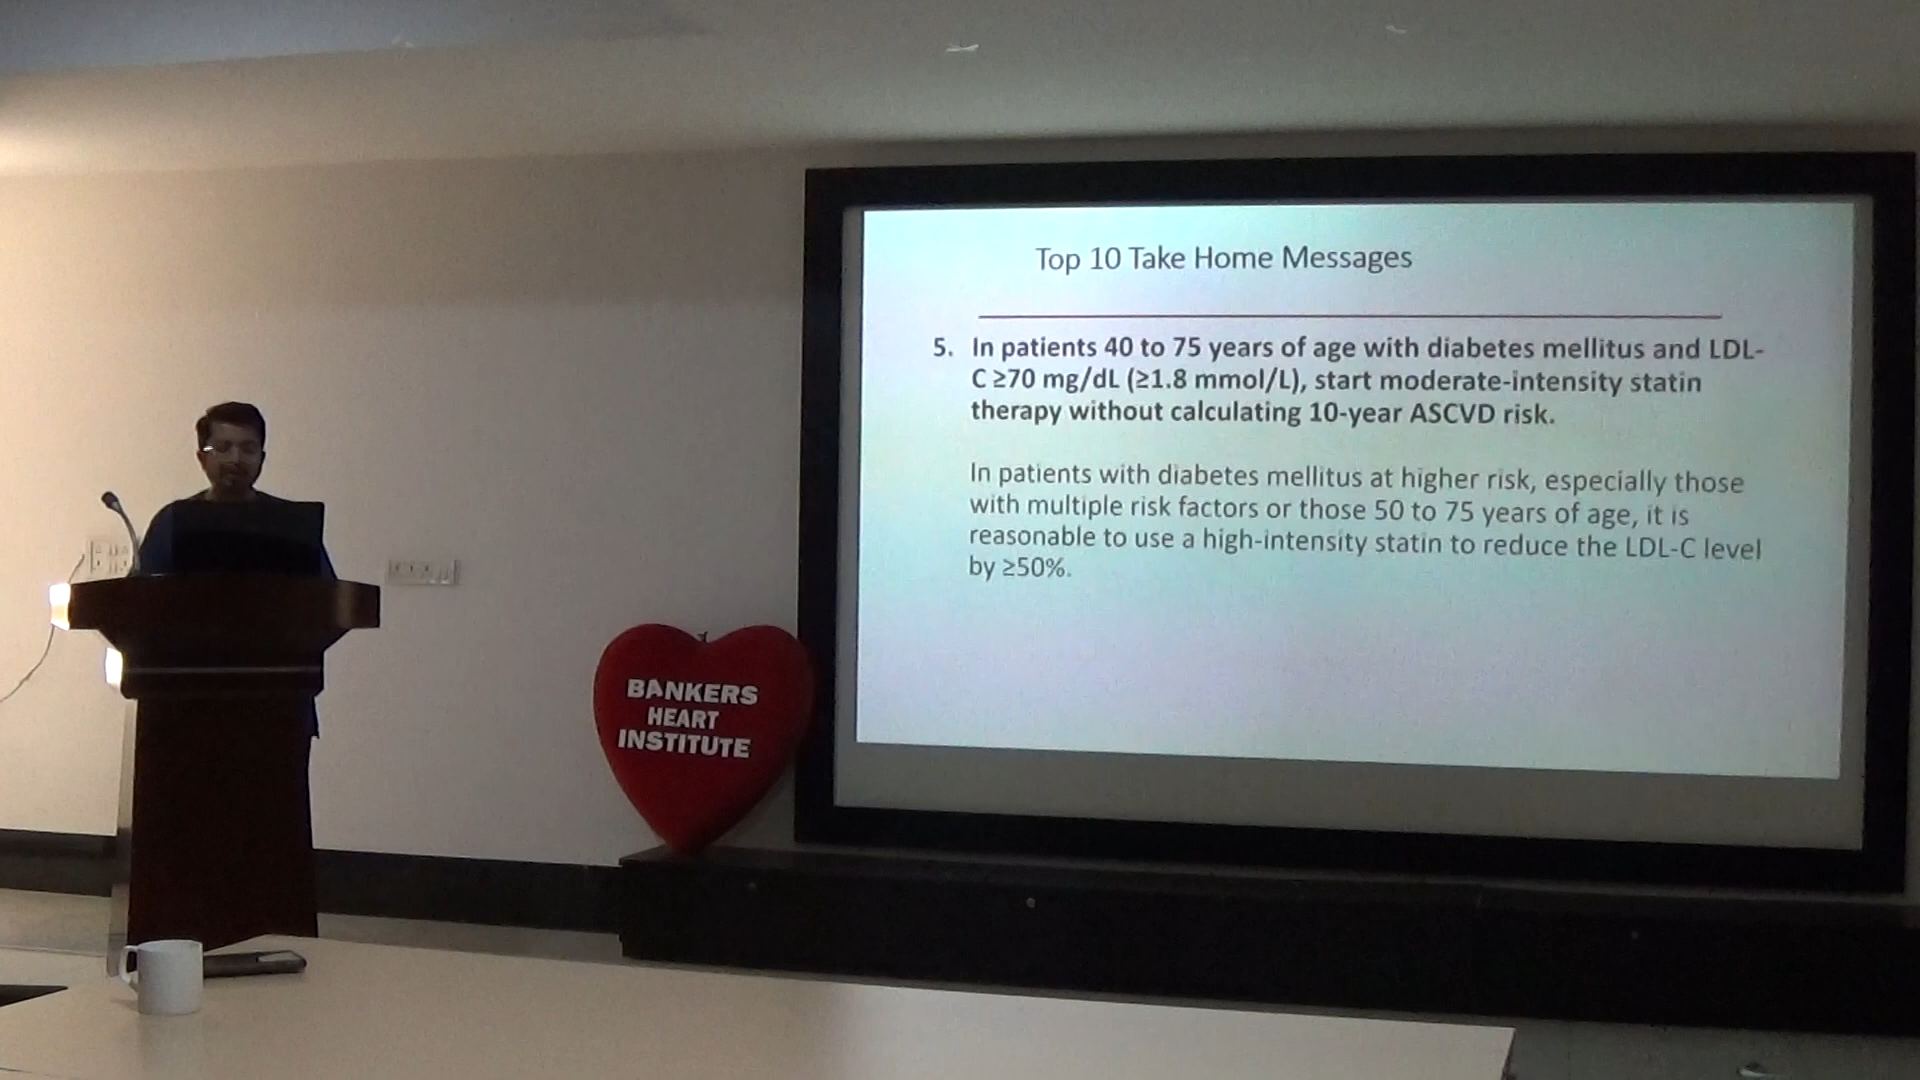 Top 10 Take Home Messages
5. In patients 40 to 75 years of age with diabetes mellitus and LDL-
C ≥70 mg/dL (≥1.8 mmol/L), start moderate-intensity statin
therapy without calculating 10-year ASCVD risk.
In patients with diabetes mellitus at higher risk, especially those
with multiple risk factors or those 50 to 75 years of age, it is
reasonable to use a high-intensity statin to reduce the LDL-C level
by ≥50%.
BANKERS
HEART
INSTITUTE